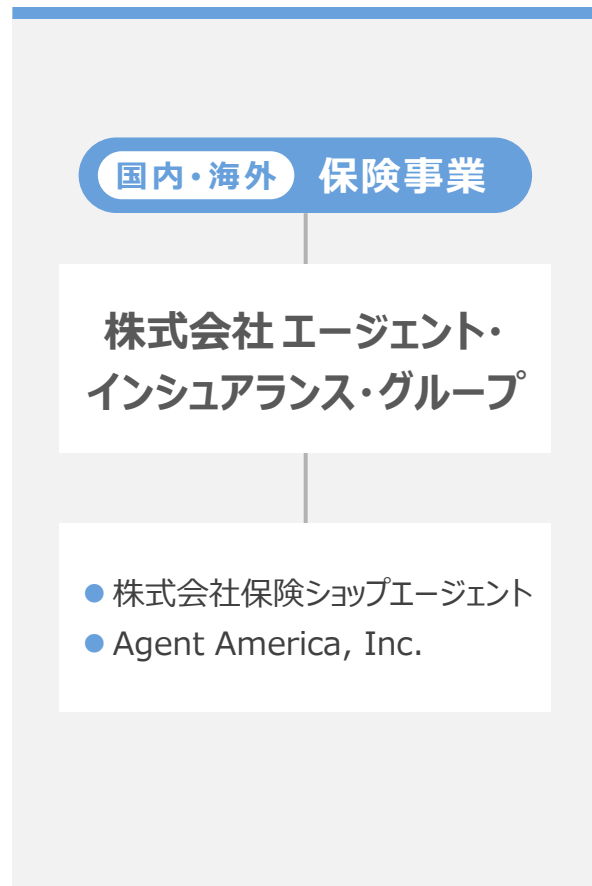 国内・海外 保険事業
株式会社 エージェント・
インシュアランス・グループ
● 株式会社保険ショップエージェント
● Agent America, Inc.